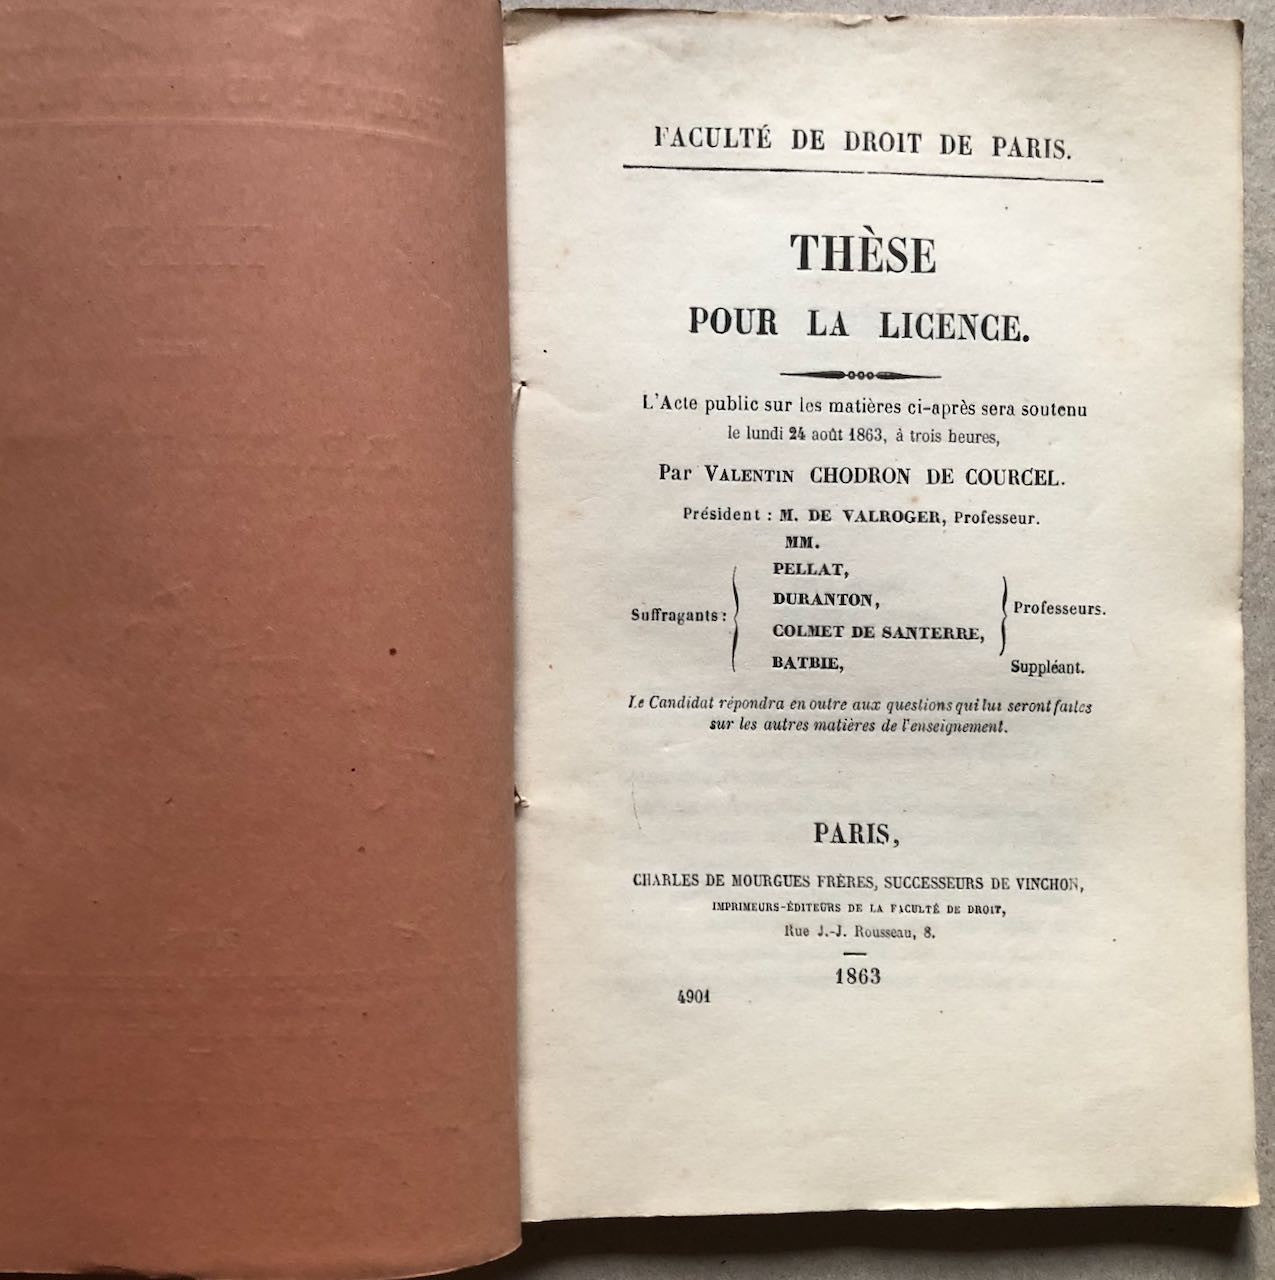 FACULTÉ DE DROIT DE PARIS.
THÈSE
POUR LA LICENCE.
L'Acte public sur les matières ci-après sera soutenu
le lundi 24 août 1863, à trois heures,
Par VALENTIN CHODRON DE COURCEL.
Président : M. DE VALROGER, Professeur.
MM.
PELLAT,
DURANTON,
Suffragants : Professeurs.
COLMET DE SANTERRE,
BATBIE, Suppléant.
Le Candidat répondra en outre aux questions qui lui seront faites
sur les autres matières de l'enseignement.
PARIS,
CHARLES DE MOURGUES FRÈRES, SUCCESSEURS DE VINCHON,
IMPRIMEURS-ÉDITEURS DE LA FACULTÉ DE DROIT,
Rue J.-J. Rousseau, 8.
1863
4901